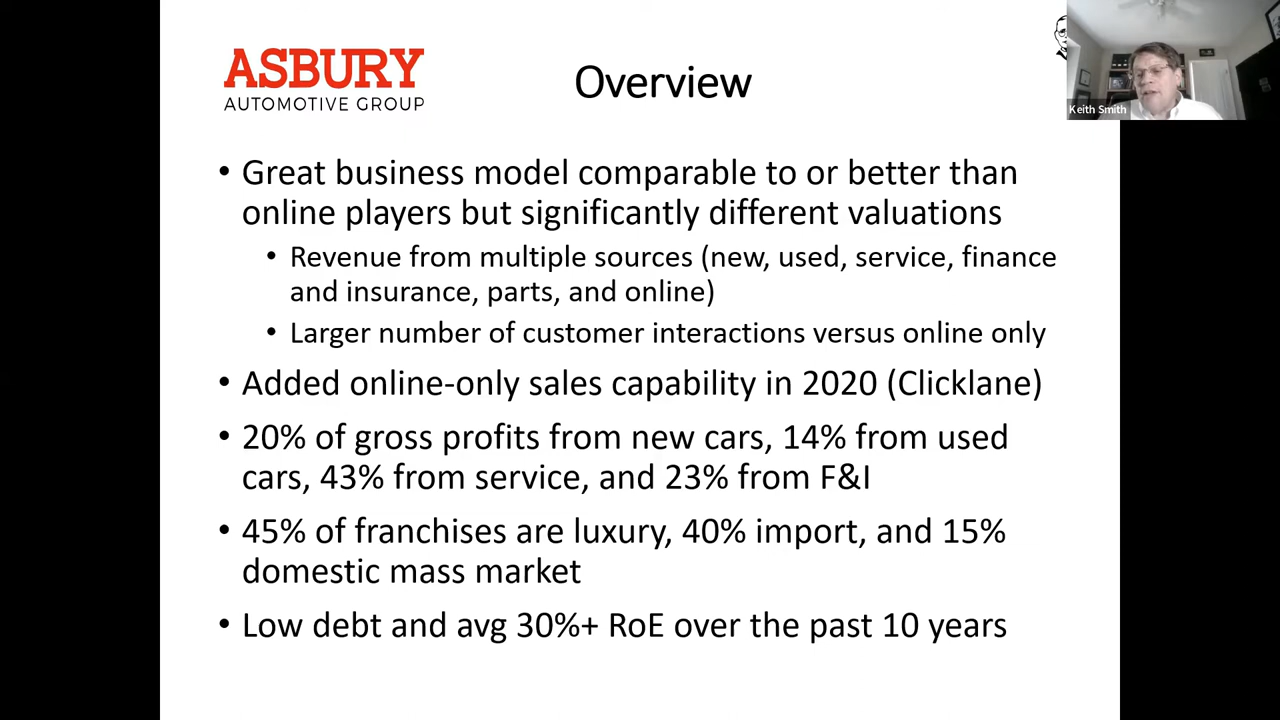 ASBURY
AUTOMOTIVE GROUP
Overview
Keith Smith
• Great business model comparable to or better than
online players but significantly different valuations
• Revenue from multiple sources (new, used, service, finance
and insurance, parts, and online)
• Larger number of customer interactions versus online only
• Added online-only sales capability in 2020 (Clicklane)
• 20% of gross profits from new cars, 14% from used
cars, 43% from service, and 23% from F&I
• 45% of franchises are luxury, 40% import, and 15%
domestic mass market
• Low debt and avg 30%+ RoE over the past 10 years